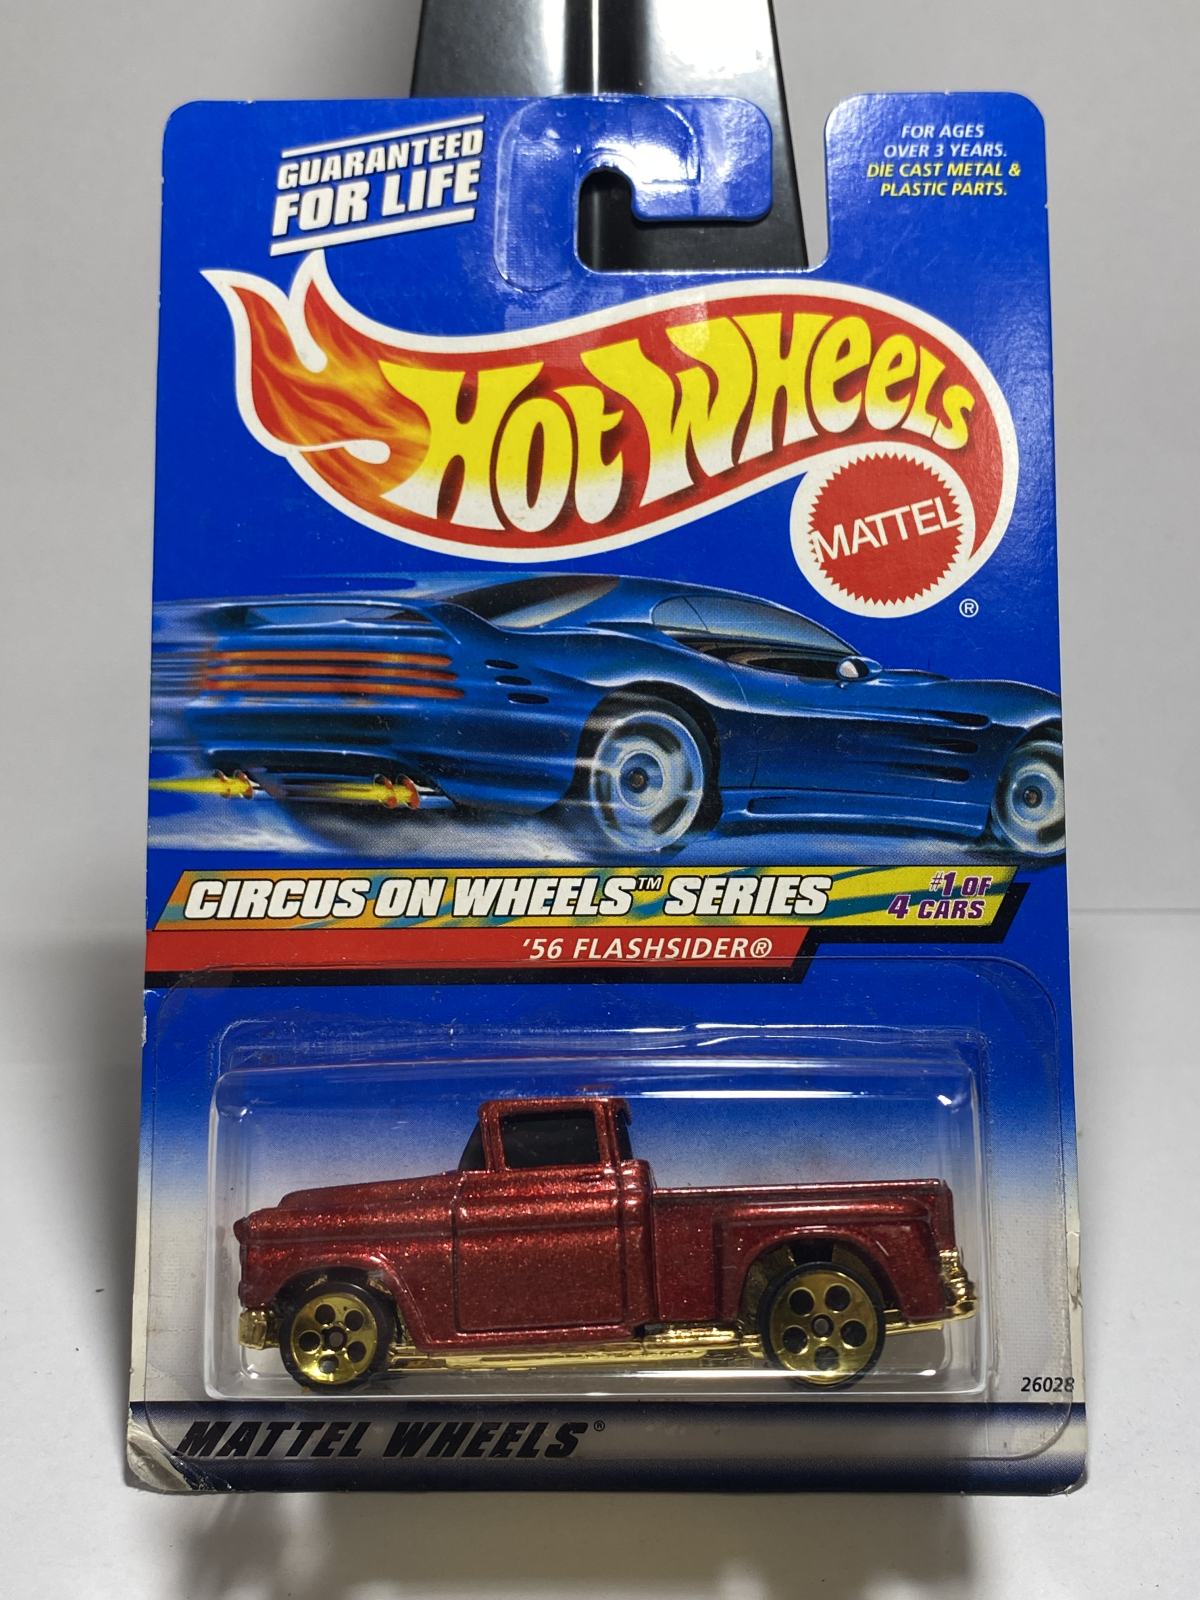 GUARANTEED
FOR LIFE
FOR AGES
OVER 3 YEARS.
DIE CAST METAL &
PLASTIC PARTS.
HOT WHEELS
MATTEL
®
CIRCUS ON WHEELS™ SERIES
#1 OF
4 CARS
'56 FLASHSIDER®
26028
MATTEL WHEELS®